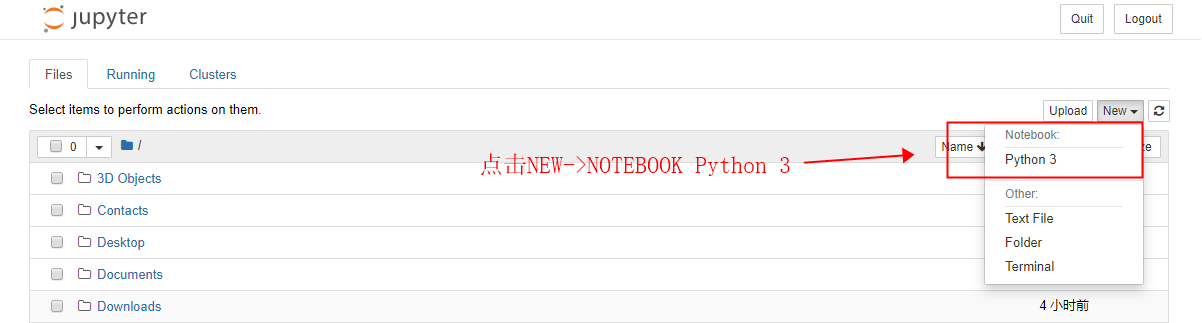 jupyter
Quit
Logout
Files
Running
Clusters
Select items to perform actions on them.
Upload
New
0
/
Name
Notebook:
Python 3
点击NEW->NOTEBOOK Python 3
3D Objects
Other:
Contacts
Text File
Desktop
Folder
Documents
Terminal
Downloads
4 小时前